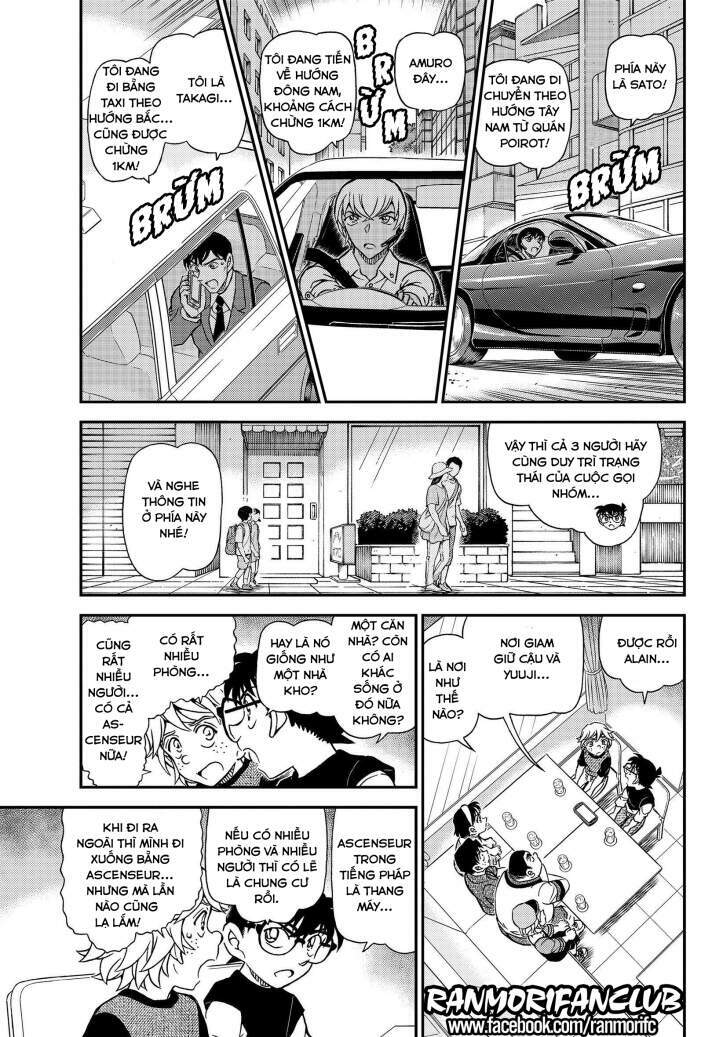 PHÍA NÀY
LÀ SATO!
TÔI ĐANG DI
CHUYỂN THEO
HƯỚNG TÂY
NAM TỪ QUÁN
POIROT!
BRỪM
AMURO
ĐÂY...
TÔI ĐANG TIẾN
VỀ HƯỚNG
ĐÔNG NAM,
KHOẢNG CÁCH
CHỪNG 1KM!
BRỪM
TÔI LÀ
TAKAGI...
TÔI ĐANG
ĐI BẰNG
TAXI THEO
HƯỚNG BẮC...
CŨNG ĐƯỢC
CHỪNG
1KM!
BRỪM
VẬY THÌ CẢ 3 NGƯỜI HÃY
CÙNG DUY TRÌ TRẠNG
THÁI CỦA CUỘC GỌI
NHÓM...
VÀ NGHE
THÔNG TIN
Ở PHÍA NÀY
NHÉ!
ĐƯỢC RỒI
ALAIN...
NƠI GIAM
GIỮ CẬU VÀ
YUUJI...
LÀ NƠI
NHƯ
THẾ
NÀO?
MỘT CĂN
NHÀ? CÒN
CÓ AI
KHÁC
SỐNG Ở
ĐÓ NỮA
KHÔNG?
HAY LÀ NÓ
GIỐNG NHƯ
MỘT NHÀ
KHO?
CÓ RẤT
NHIỀU
PHÒNG...
CŨNG
RẤT
NHIỀU
NGƯỜI...
CÓ CẢ
AS-
CENSEUR
NỮA!
ASCENSEUR
TRONG
TIẾNG PHÁP
LÀ THANG
MÁY...
NẾU CÓ NHIỀU
PHÒNG VÀ NHIỀU
NGƯỜI THÌ CÓ LẼ
LÀ CHUNG CƯ
RỒI.
KHI ĐI RA
NGOÀI THÌ MÌNH ĐI
XUỐNG BẰNG
ASCENSEUR...
NHƯNG MÀ LẦN
NÀO CŨNG
LẠ LẮM!
RANMORIFANCLUB
www.facebook.com/ranmorifc